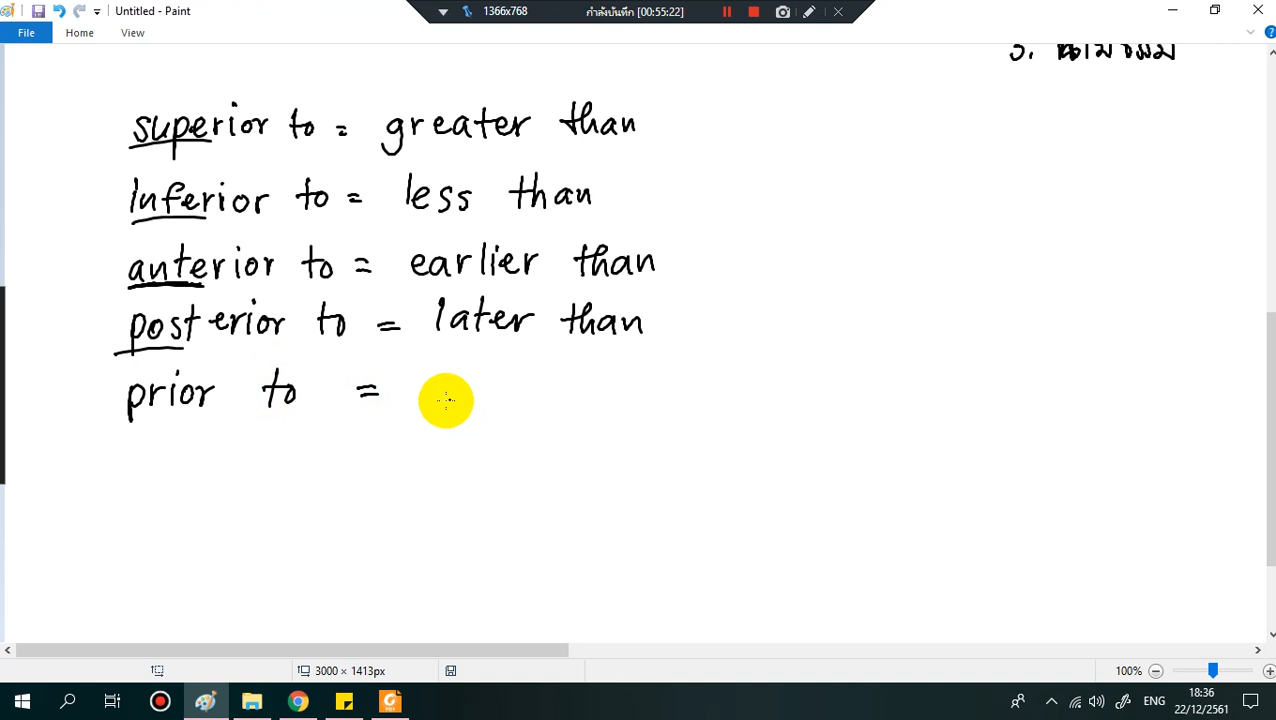 Untitled - Paint
1366x768
กำลังบันทึก [00:55:22]
File Home View
superior to = greater than
Inferior to = less than
anterior to = earlier than
posterior to = later than
prior to =
3000 × 1413px
100%
ENG
18:36
22/12/2561